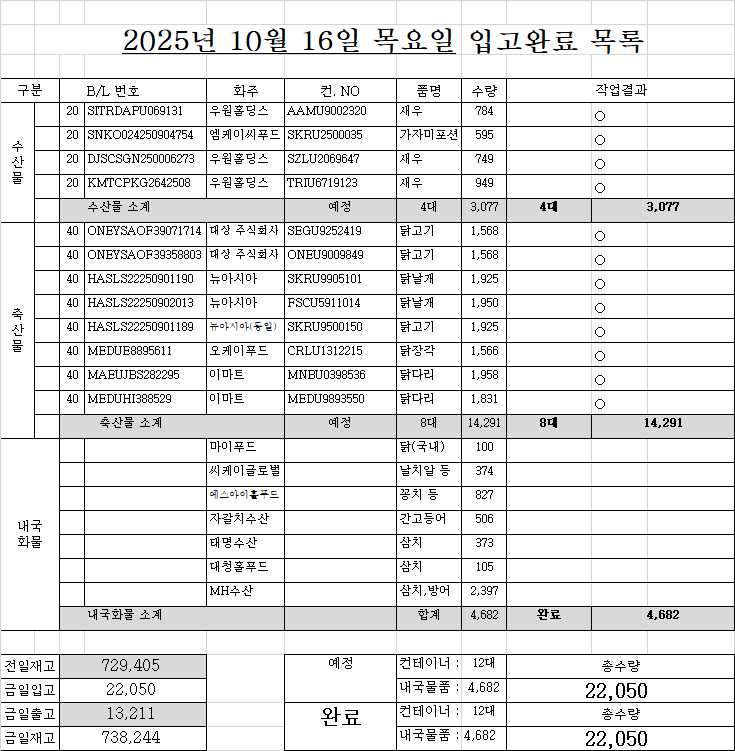 2025년 10월 16일 목요일 입고완료 목록
구분 B/L 번호 화주 컨. NO 품명 수량 작업결과
수산물
20 SITRDAPU069131 우원홀딩스 AAMU9002320 새우 784 ○
20 SNKO024250904754 엠케이씨푸드 SKRU2500035 가자미포션 595 ○
20 DJSCSGN250006273 우원홀딩스 SZLU2069647 새우 749 ○
20 KMTCPKG2642508 우원홀딩스 TRIU6719123 새우 949 ○
수산물 소계 예정 4대 3,077 4대 3,077
축산물
40 ONEYSAOF39071714 대상 주식회사 SEGU9252419 닭고기 1,568 ○
40 ONEYSAOF39358803 대상 주식회사 ONEU9009849 닭고기 1,568 ○
40 HASLS22250901190 뉴아시아 SKRU9905101 닭날개 1,925 ○
40 HASLS22250902013 뉴아시아 FSCU5911014 닭날개 1,950 ○
40 HASLS22250901189 뉴아시아(동일) SKRU9500150 닭고기 1,925 ○
40 MEDUE8895611 오케이푸드 CRLU1312215 닭장각 1,566 ○
40 MAEUJBS282295 이마트 MNBU0398536 닭다리 1,958 ○
40 MEDUHI388529 이마트 MEDU9893550 닭다리 1,831 ○
축산물 소계 예정 8대 14,291 8대 14,291
내국화물
마이푸드 닭(국내) 100
씨케이글로벌 날치알 등 374
에스아이홀푸드 꽁치 등 827
자갈치수산 간고등어 506
태명수산 삼치 373
대청홀푸드 삼치 105
MH수산 삼치,방어 2,397
내국화물 소계 합계 4,682 완료 4,682
전일재고 729,405 예정 컨테이너 : 12대 총수량
금일입고 22,050 내국물품 : 4,682 22,050
금일출고 13,211 완료 컨테이너 : 12대 총수량
금일재고 738,244 내국물품 : 4,682 22,050